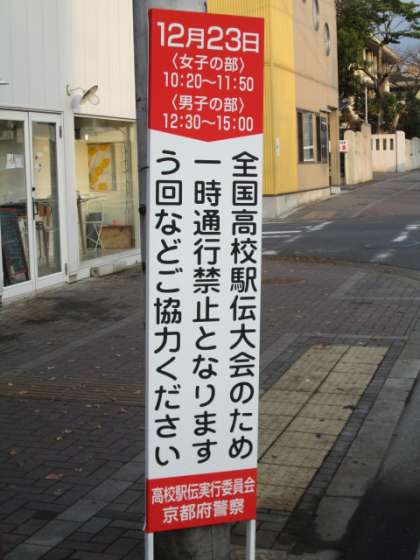 12月23日
〈女子の部〉
10:20～11:50
〈男子の部〉
12:30～15:00
全国高校駅伝大会のため
一時通行禁止となります
う回などご協力ください
高校駅伝実行委員会
京都府警察